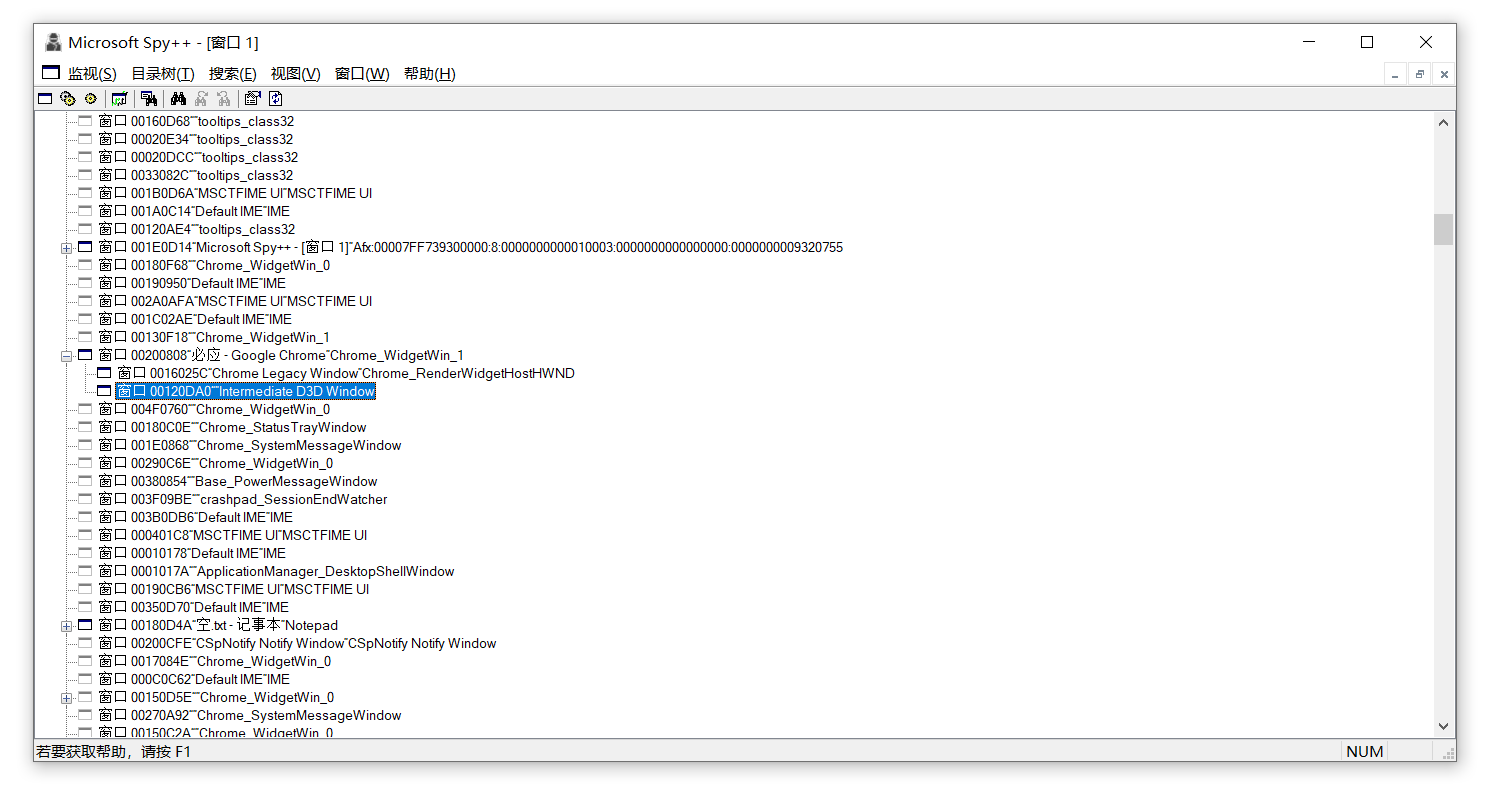 Microsoft Spy++ - [窗口 1]
监视(S) 目录树(T) 搜索(E) 视图(V) 窗口(W) 帮助(H)
窗口 00160D68""tooltips_class32
窗口 00020E34""tooltips_class32
窗口 00020DCC""tooltips_class32
窗口 0033082C""tooltips_class32
窗口 001B0D6A"MSCTFIME UI"MSCTFIME UI
窗口 001A0C14"Default IME"IME
窗口 00120AE4""tooltips_class32
窗口 001E0D14"Microsoft Spy++ - [窗口 1]"Afx:00007FF739300000:8:0000000000010003:0000000000000000:0000000009320755
窗口 00180F68""Chrome_WidgetWin_0
窗口 00190950"Default IME"IME
窗口 002A0AFA"MSCTFIME UI"MSCTFIME UI
窗口 001C02AE"Default IME"IME
窗口 00130F18""Chrome_WidgetWin_1
窗口 00200808"必应 - Google Chrome"Chrome_WidgetWin_1
窗口 0016025C"Chrome Legacy Window"Chrome_RenderWidgetHostHWND
窗口 00120DA0""Intermediate D3D Window
窗口 004F0760""Chrome_WidgetWin_0
窗口 00180C0E""Chrome_StatusTrayWindow
窗口 001E0868""Chrome_SystemMessageWindow
窗口 00290C6E""Chrome_WidgetWin_0
窗口 00380854""Base_PowerMessageWindow
窗口 003F09BE""crashpad_SessionEndWatcher
窗口 003B0DB6"Default IME"IME
窗口 000401C8"MSCTFIME UI"MSCTFIME UI
窗口 00010178"Default IME"IME
窗口 0001017A""ApplicationManager_DesktopShellWindow
窗口 00190CB6"MSCTFIME UI"MSCTFIME UI
窗口 00350D70"Default IME"IME
窗口 00180D4A"空.txt - 记事本"Notepad
窗口 00200CFE"CSpNotify Notify Window"CSpNotify Notify Window
窗口 0017084E""Chrome_WidgetWin_0
窗口 000C0C62"Default IME"IME
窗口 00150D5E""Chrome_WidgetWin_0
窗口 00270A92""Chrome_SystemMessageWindow
窗口 00150C2A""Chrome_WidgetWin_0
若要获取帮助，请按 F1
NUM